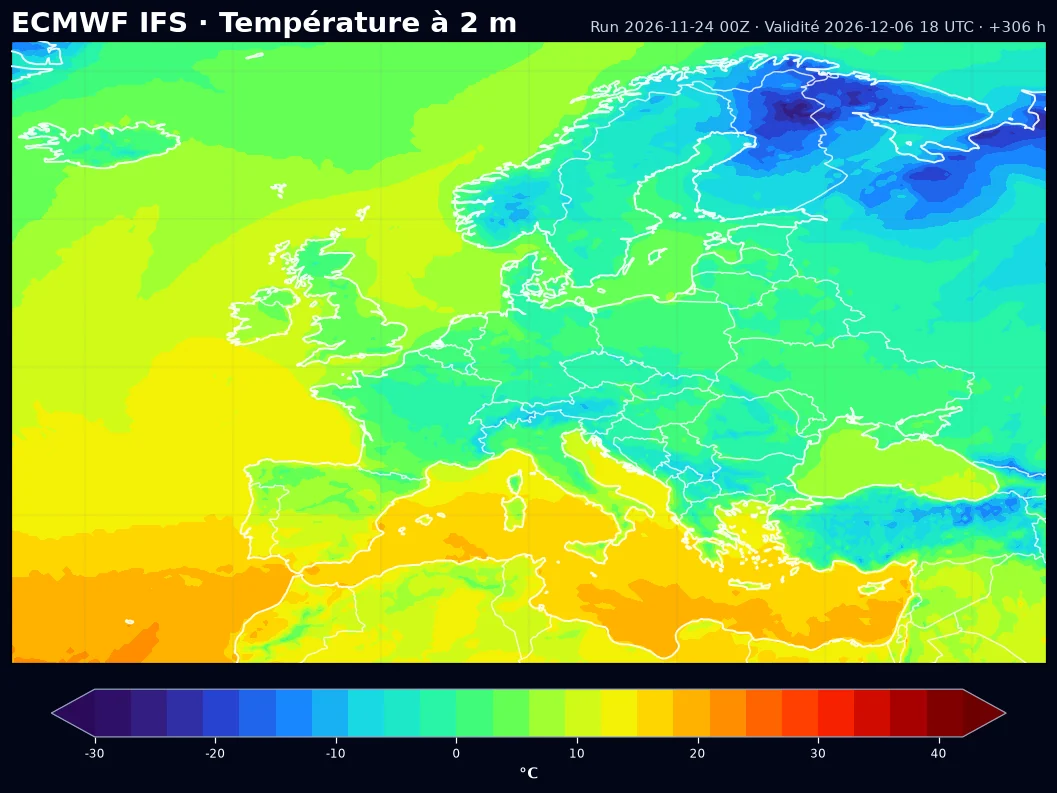 ECMWF IFS · Température à 2 m
Run 2026-11-24 00Z · Validité 2026-12-06 18 UTC · +306 h
-30 -20 -10 0 10 20 30 40
°C